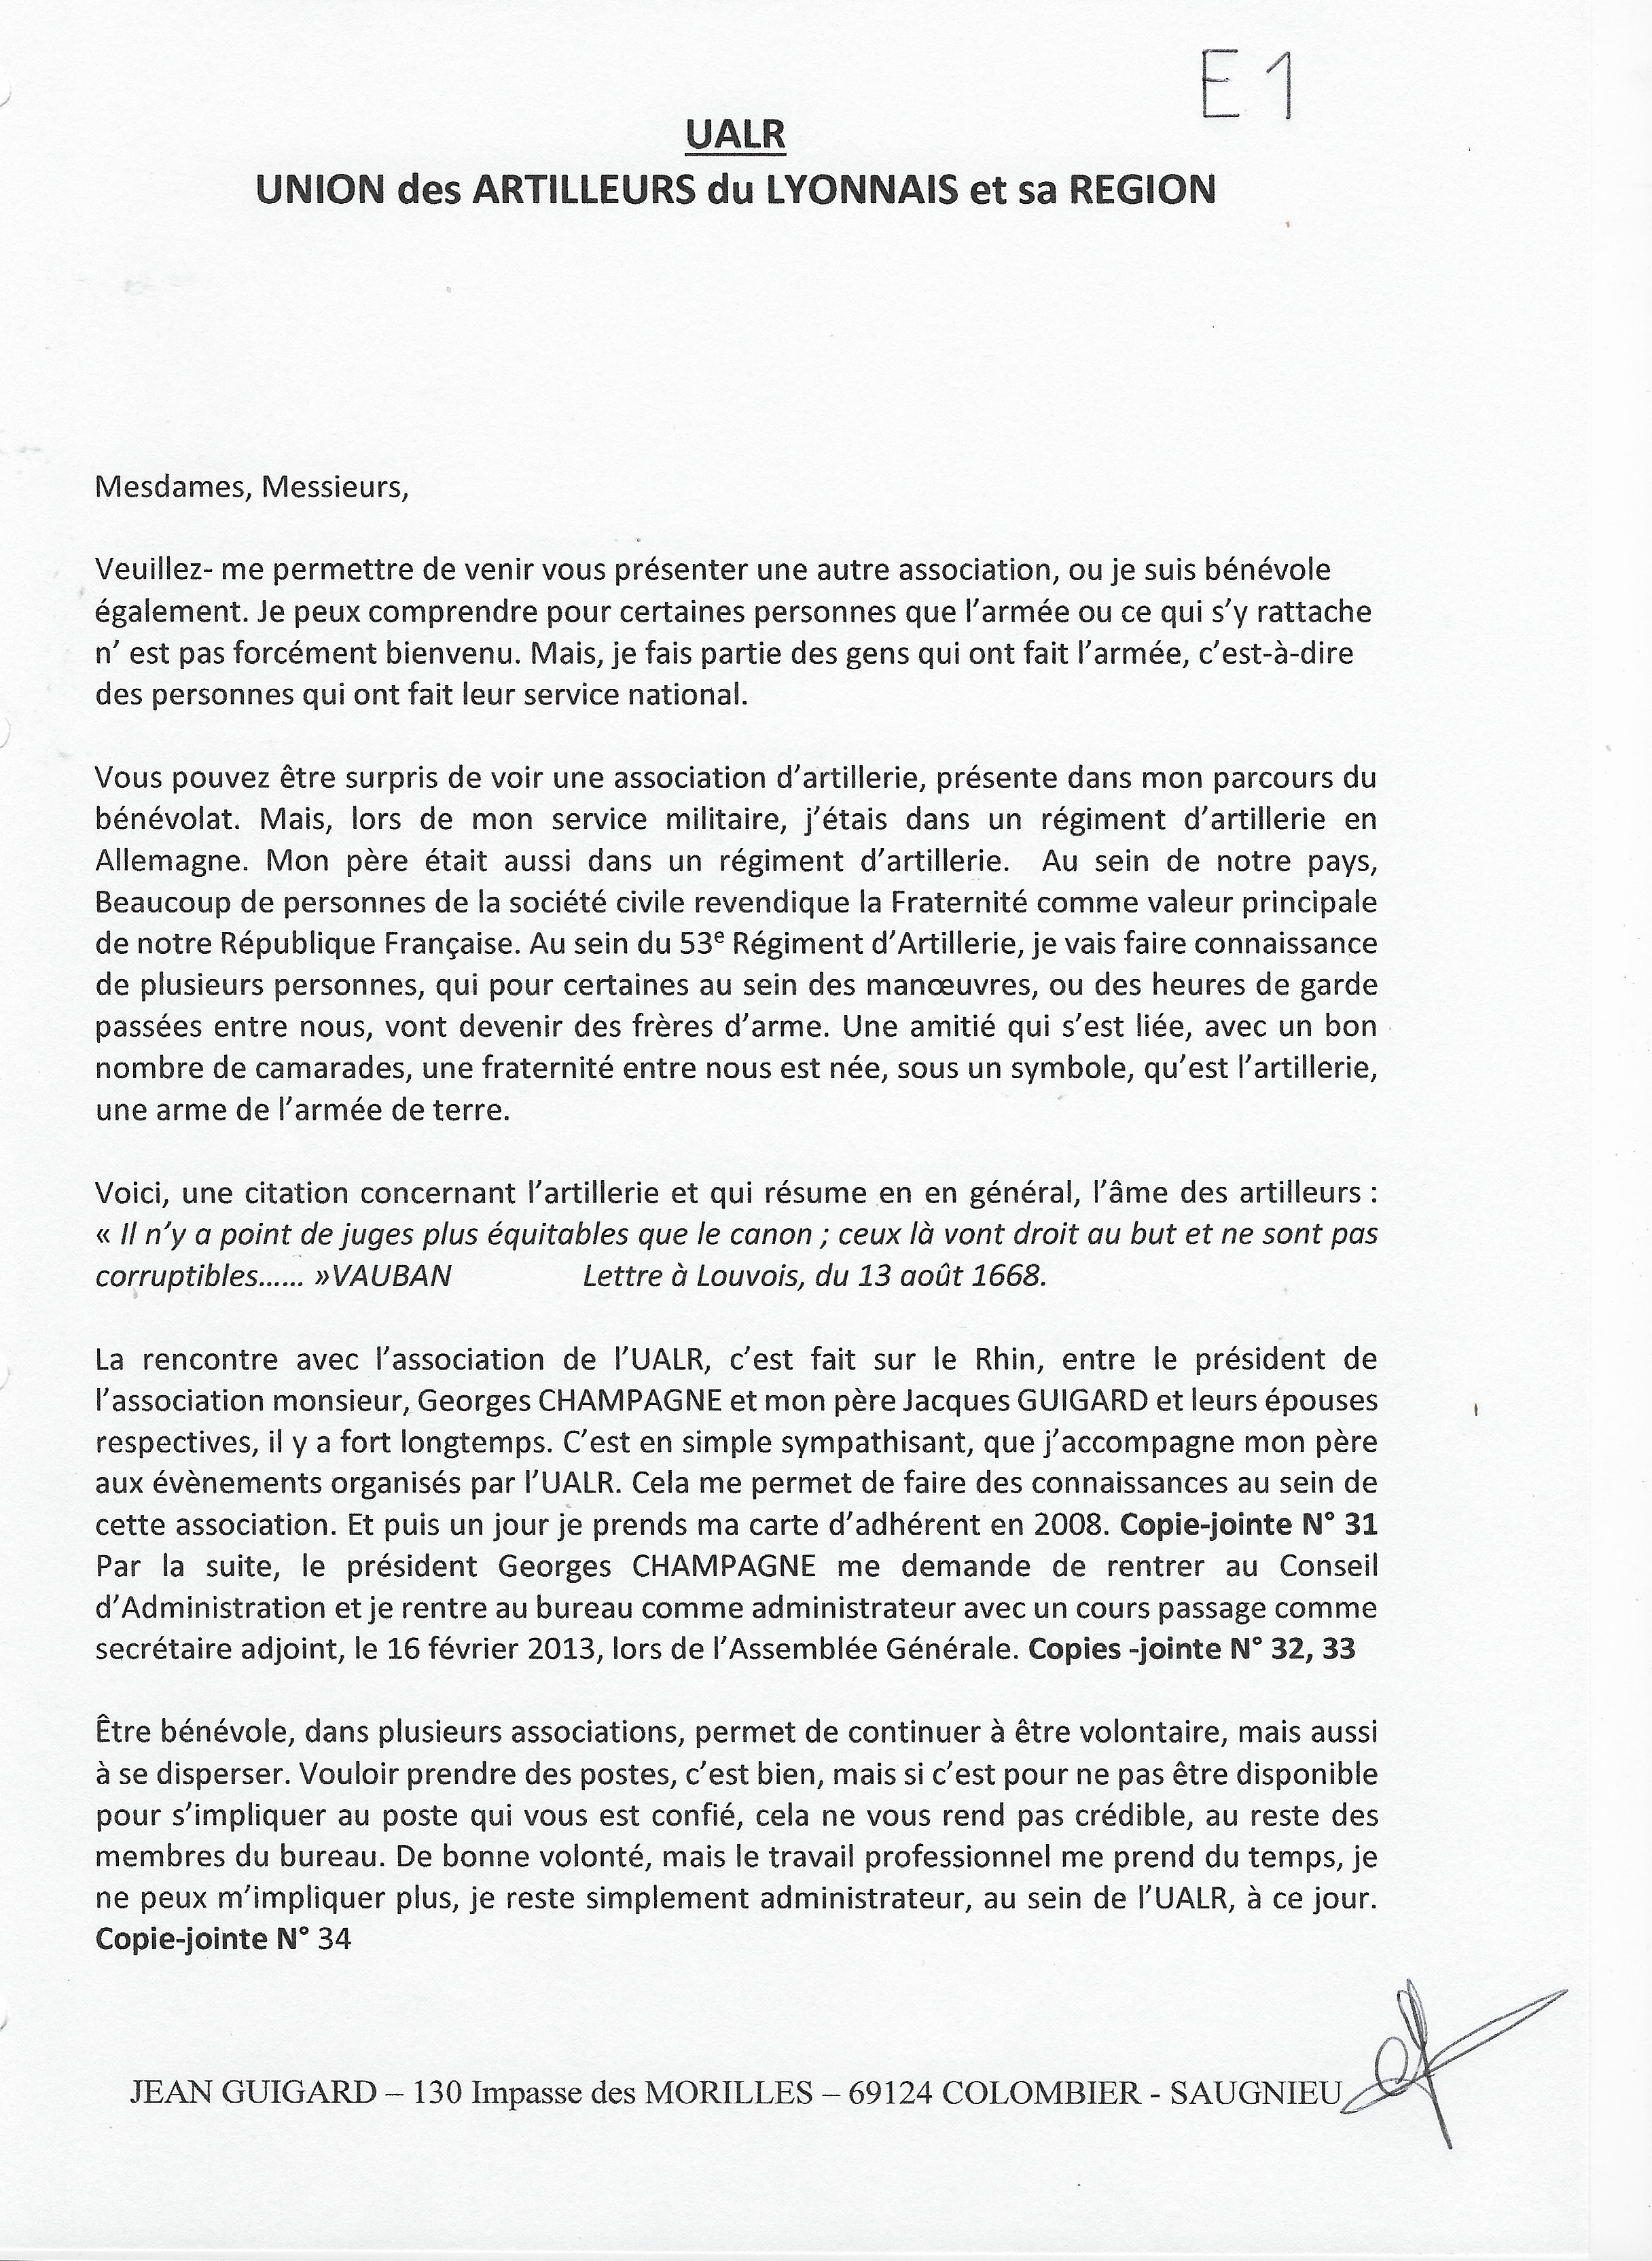 E1
UALR
UNION des ARTILLEURS du LYONNAIS et sa REGION
Mesdames, Messieurs,
Veuillez- me permettre de venir vous présenter une autre association, ou je suis bénévole
également. Je peux comprendre pour certaines personnes que l’armée ou ce qui s’y rattache
n’ est pas forcément bienvenu. Mais, je fais partie des gens qui ont fait l’armée, c’est-à-dire
des personnes qui ont fait leur service national.
Vous pouvez être surpris de voir une association d’artillerie, présente dans mon parcours du
bénévolat. Mais, lors de mon service militaire, j’étais dans un régiment d’artillerie en
Allemagne. Mon père était aussi dans un régiment d’artillerie. Au sein de notre pays,
Beaucoup de personnes de la société civile revendique la Fraternité comme valeur principale
de notre République Française. Au sein du 53e Régiment d’Artillerie, je vais faire connaissance
de plusieurs personnes, qui pour certaines au sein des manœuvres, ou des heures de garde
passées entre nous, vont devenir des frères d’arme. Une amitié qui s’est liée, avec un bon
nombre de camarades, une fraternité entre nous est née, sous un symbole, qu’est l’artillerie,
une arme de l’armée de terre.
Voici, une citation concernant l’artillerie et qui résume en en général, l’âme des artilleurs :
« Il n’y a point de juges plus équitables que le canon ; ceux là vont droit au but et ne sont pas
corruptibles...... »VAUBAN Lettre à Louvois, du 13 août 1668.
La rencontre avec l’association de l’UALR, c’est fait sur le Rhin, entre le président de
l’association monsieur, Georges CHAMPAGNE et mon père Jacques GUIGARD et leurs épouses
respectives, il y a fort longtemps. C’est en simple sympathisant, que j’accompagne mon père
aux évènements organisés par l’UALR. Cela me permet de faire des connaissances au sein de
cette association. Et puis un jour je prends ma carte d’adhérent en 2008. Copie-jointe N° 31
Par la suite, le président Georges CHAMPAGNE me demande de rentrer au Conseil
d’Administration et je rentre au bureau comme administrateur avec un cours passage comme
secrétaire adjoint, le 16 février 2013, lors de l’Assemblée Générale. Copies -jointe N° 32, 33
Être bénévole, dans plusieurs associations, permet de continuer à être volontaire, mais aussi
à se disperser. Vouloir prendre des postes, c’est bien, mais si c’est pour ne pas être disponible
pour s’impliquer au poste qui vous est confié, cela ne vous rend pas crédible, au reste des
membres du bureau. De bonne volonté, mais le travail professionnel me prend du temps, je
ne peux m’impliquer plus, je reste simplement administrateur, au sein de l’UALR, à ce jour.
Copie-jointe N° 34
JEAN GUIGARD – 130 Impasse des MORILLES – 69124 COLOMBIER - SAUGNIEU